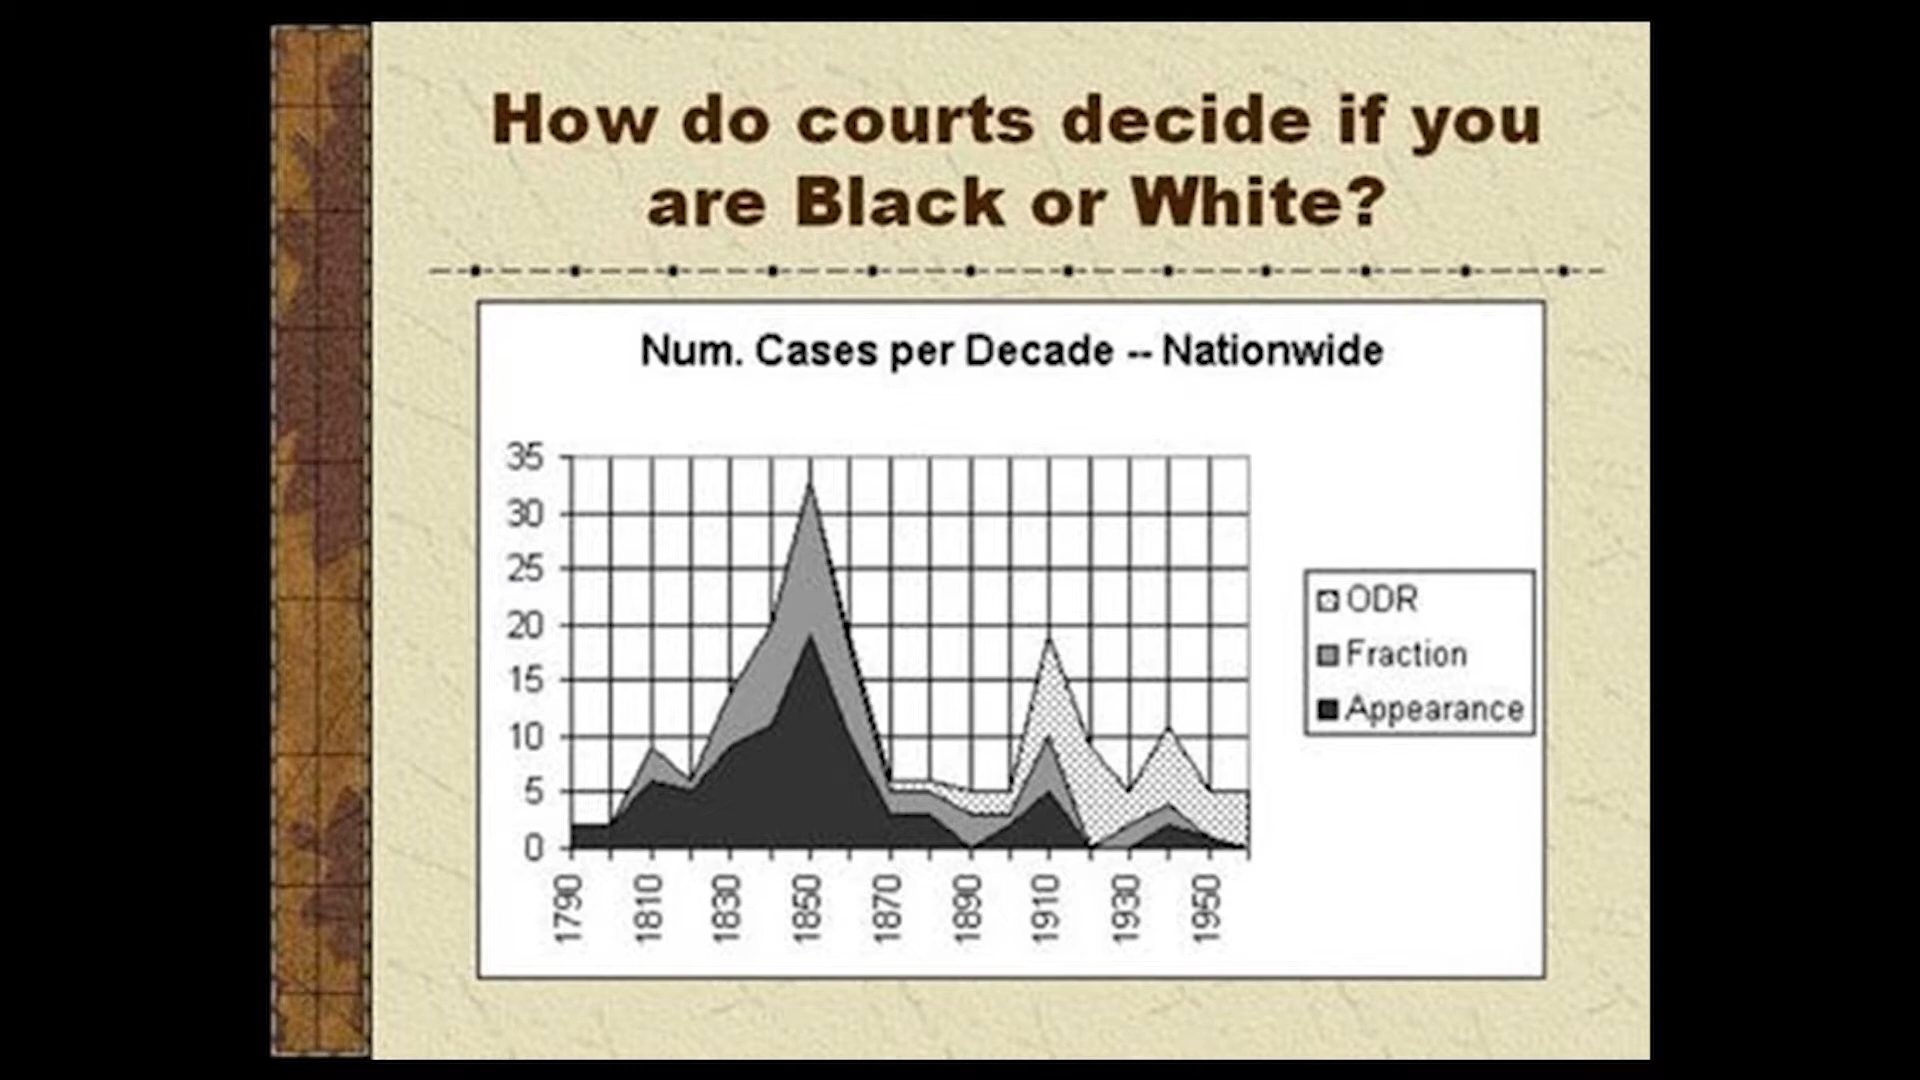 How do courts decide if you
are Black or White?
Num. Cases per Decade -- Nationwide
35
30
25
20
15
10
5
0
1790
1810
1830
1850
1870
1890
1910
1930
1950
ODR
Fraction
Appearance